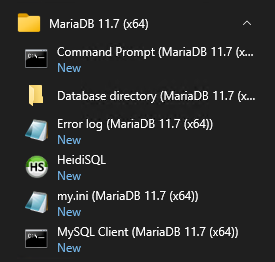 MariaDB 11.7 (x64)
Command Prompt (MariaDB 11.7 (x...
New
Database directory (MariaDB 11.7 (x...
Error log (MariaDB 11.7 (x64))
New
HS
HeidiSQL
New
my.ini (MariaDB 11.7 (x64))
New
MySQL Client (MariaDB 11.7 (x64))
New